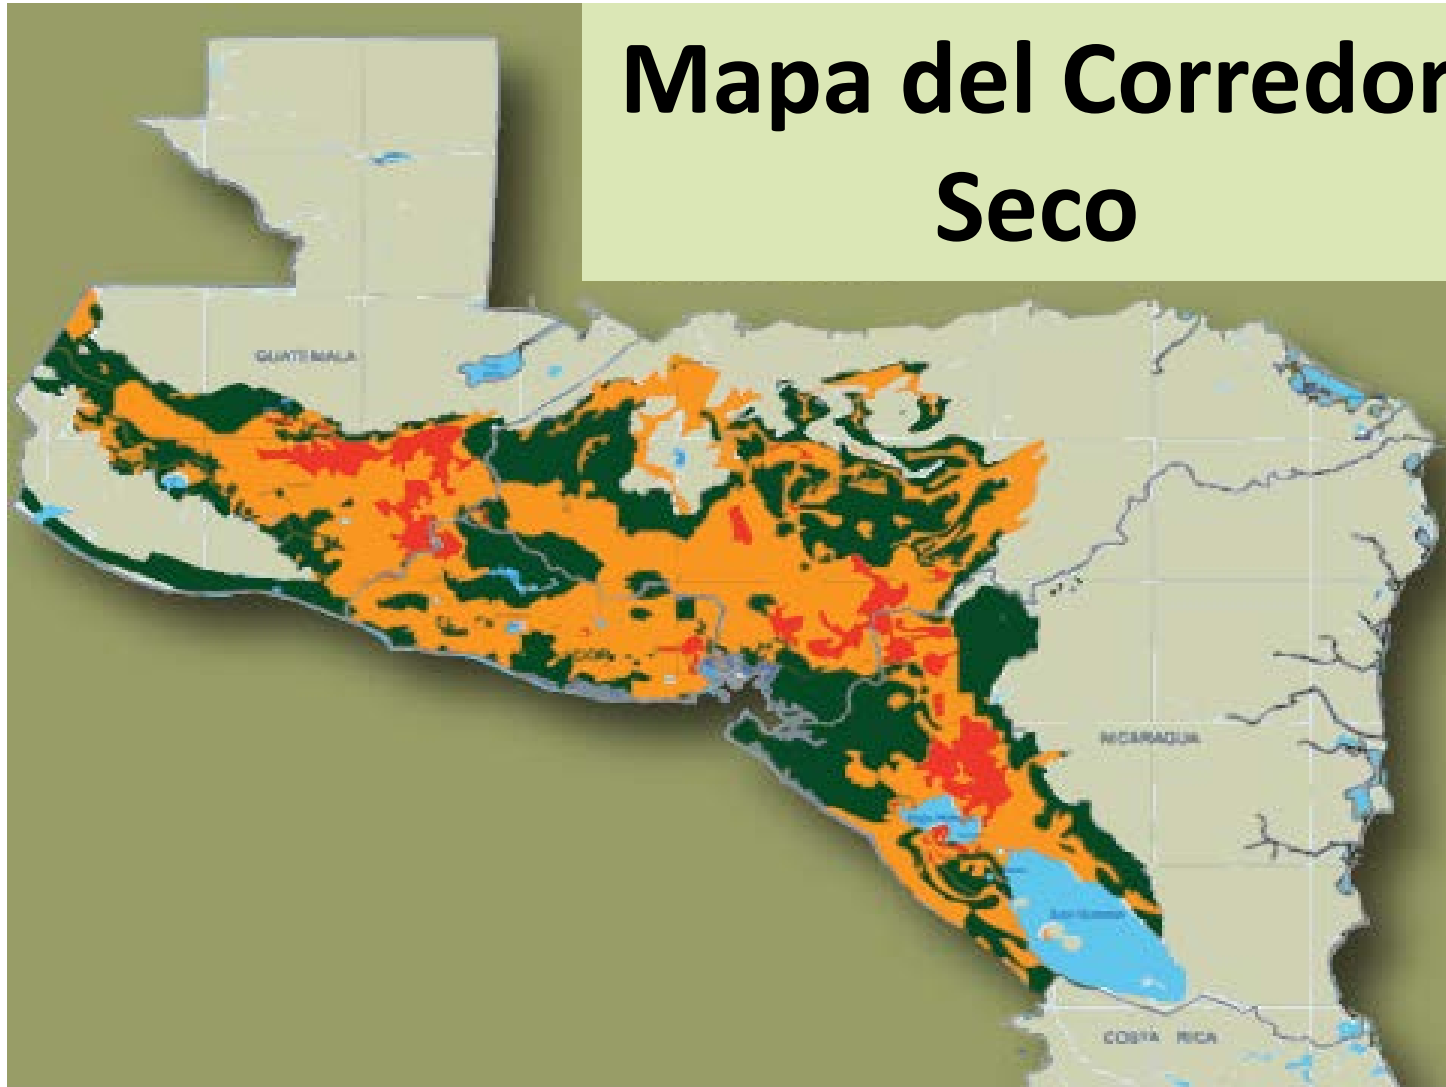 Mapa del Corredor
Seco
GUATEMALA
NICARAGUA
COSTA RICA